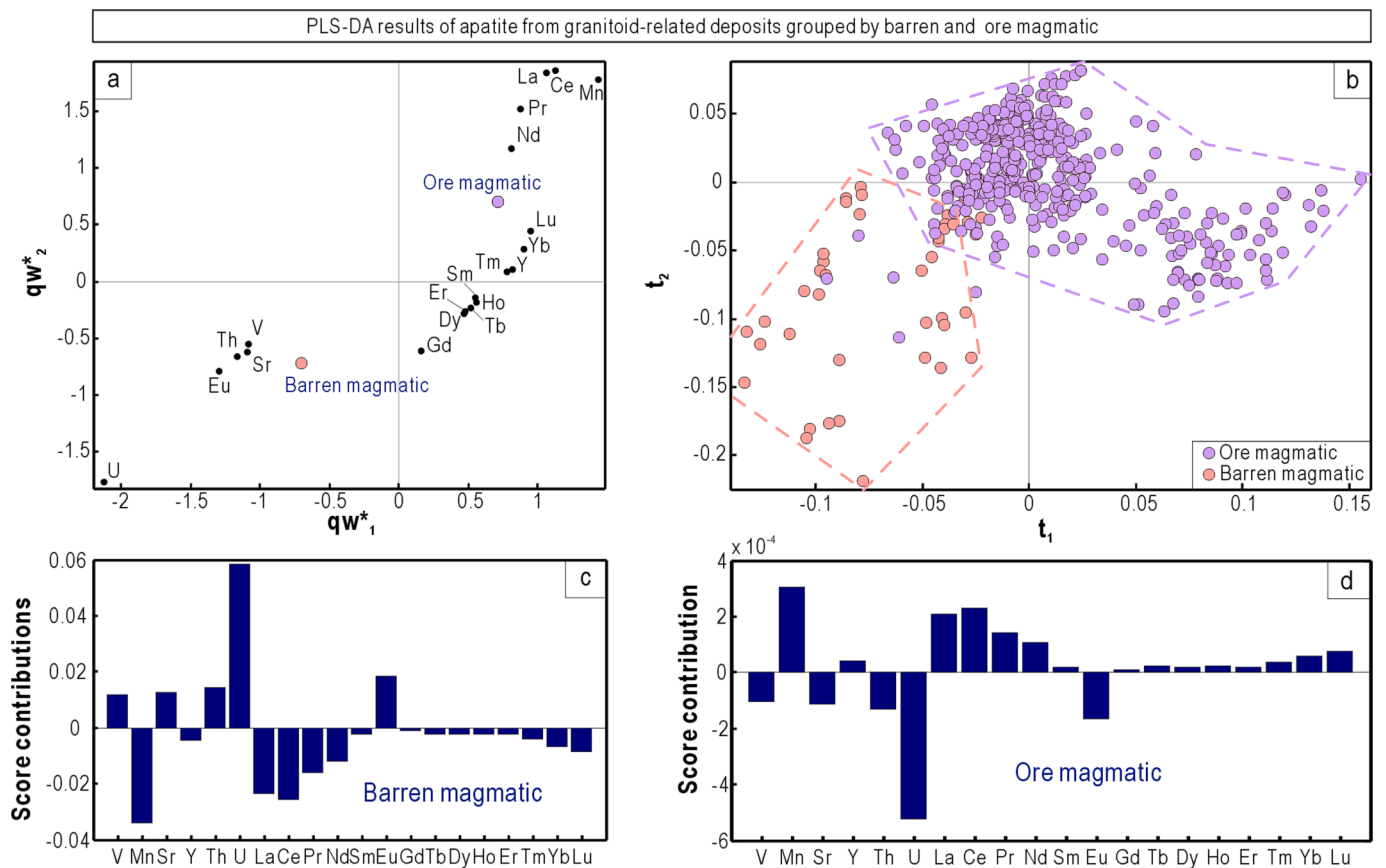 PLS-DA results of apatite from granitoid-related deposits grouped by barren and ore magmatic
a
La
Ce
Mn
Pr
Nd
Ore magmatic
Lu
Yb
Tm
Y
Sm
Er
Ho
Dy
Tb
Gd
V
Th
Sr
Eu
Barren magmatic
U
1.5
1
0.5
0
-0.5
-1
-1.5
-2
-1.5
-1
-0.5
0
0.5
1
qw*2
qw*1
b
0.05
0
-0.05
-0.1
-0.15
-0.2
t2
Ore magmatic
Barren magmatic
-0.1
-0.05
0
0.05
0.1
0.15
t1
c
0.06
0.04
0.02
0
-0.02
-0.04
Score contributions
Barren magmatic
V Mn Sr Y Th U La Ce Pr Nd Sm Eu Gd Tb Dy Ho Er Tm Yb Lu
x 10-4
d
4
2
0
-2
-4
-6
Score contribution
Ore magmatic
V Mn Sr Y Th U La Ce Pr Nd Sm Eu Gd Tb Dy Ho Er Tm Yb Lu